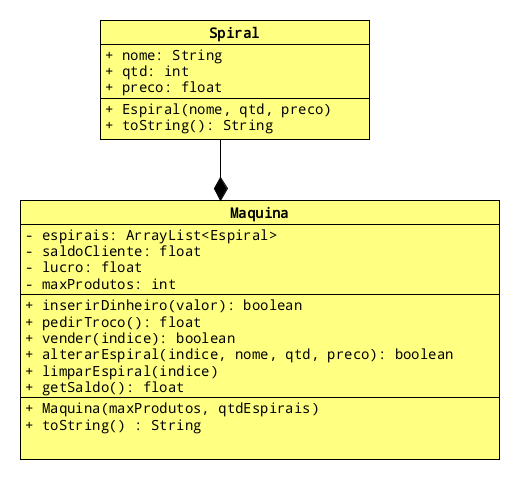 Spiral
+ nome: String
+ qtd: int
+ preco: float
+ Espiral(nome, qtd, preco)
+ toString(): String
Maquina
- espirais: ArrayList<Espiral>
- saldoCliente: float
- lucro: float
- maxProdutos: int
+ inserirDinheiro(valor): boolean
+ pedirTroco(): float
+ vender(indice): boolean
+ alterarEspiral(indice, nome, qtd, preco): boolean
+ limparEspiral(indice)
+ getSaldo(): float
+ Maquina(maxProdutos, qtdEspirais)
+ toString() : String